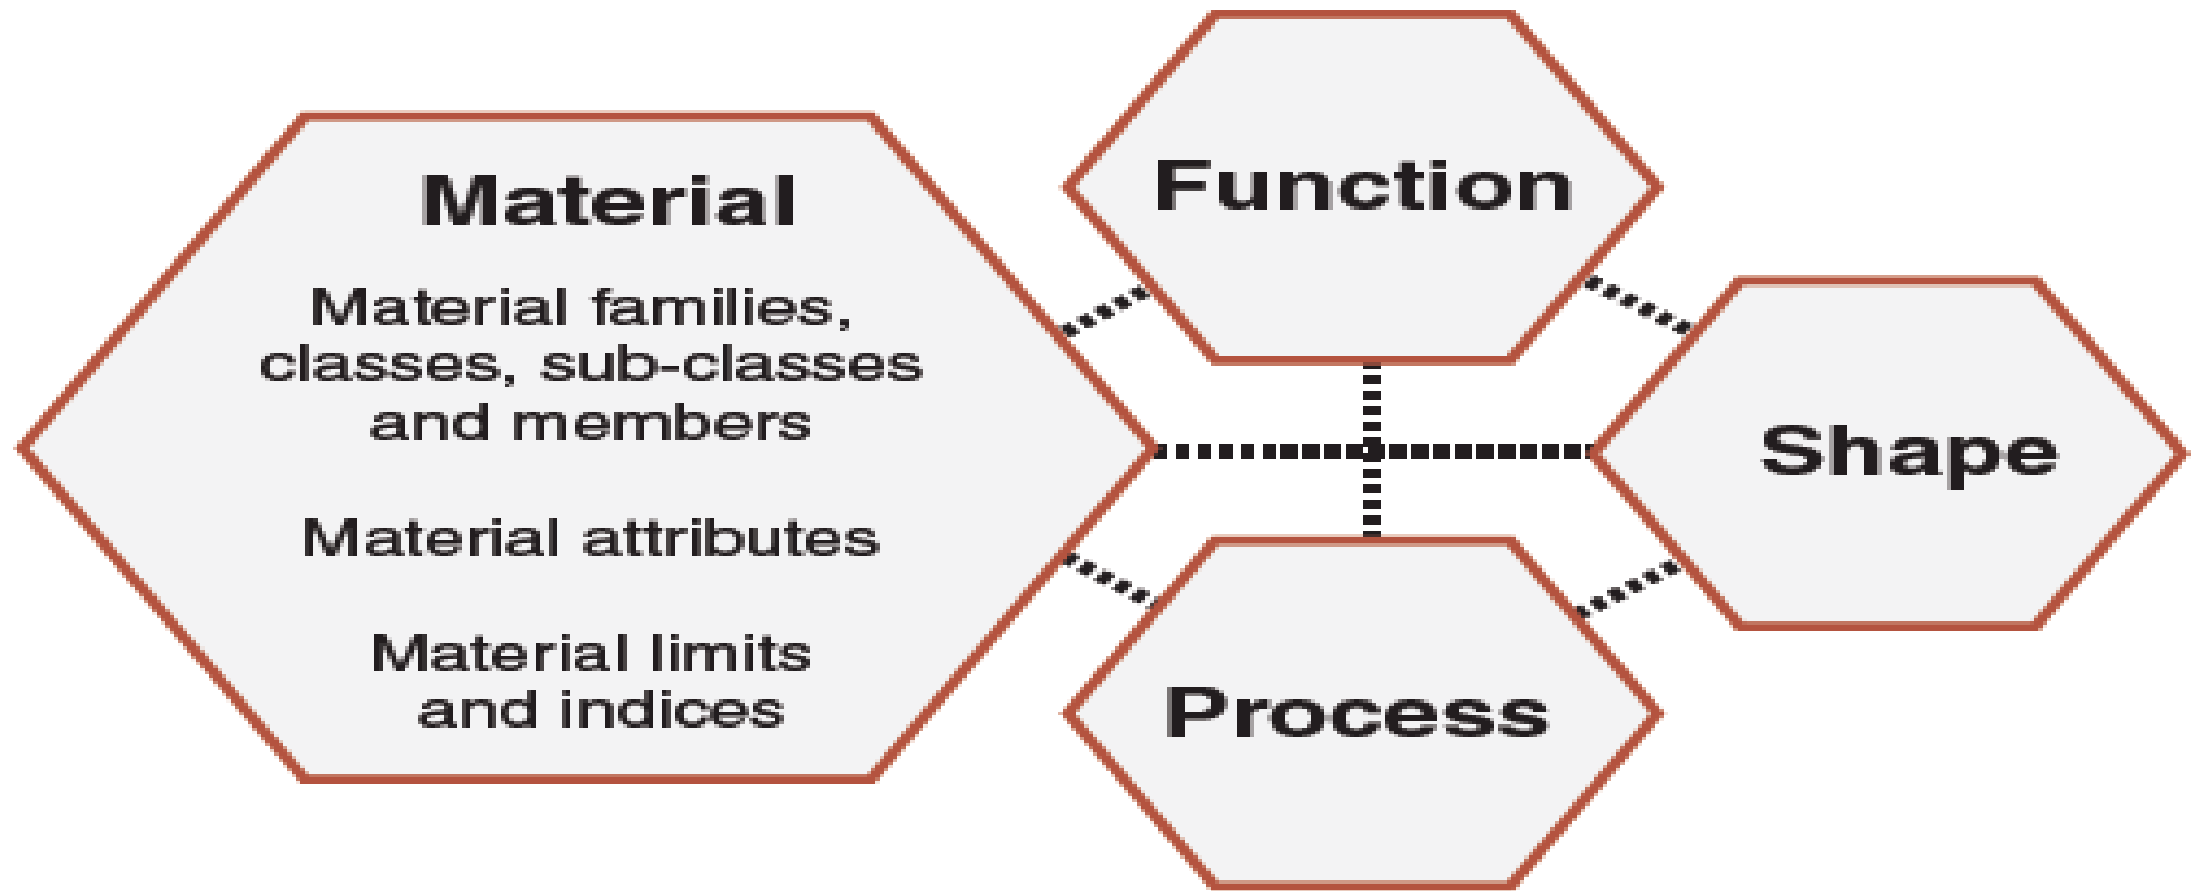 Material
Material families,
classes, sub-classes
and members
Material attributes
Material limits
and indices
Function
Shape
Process